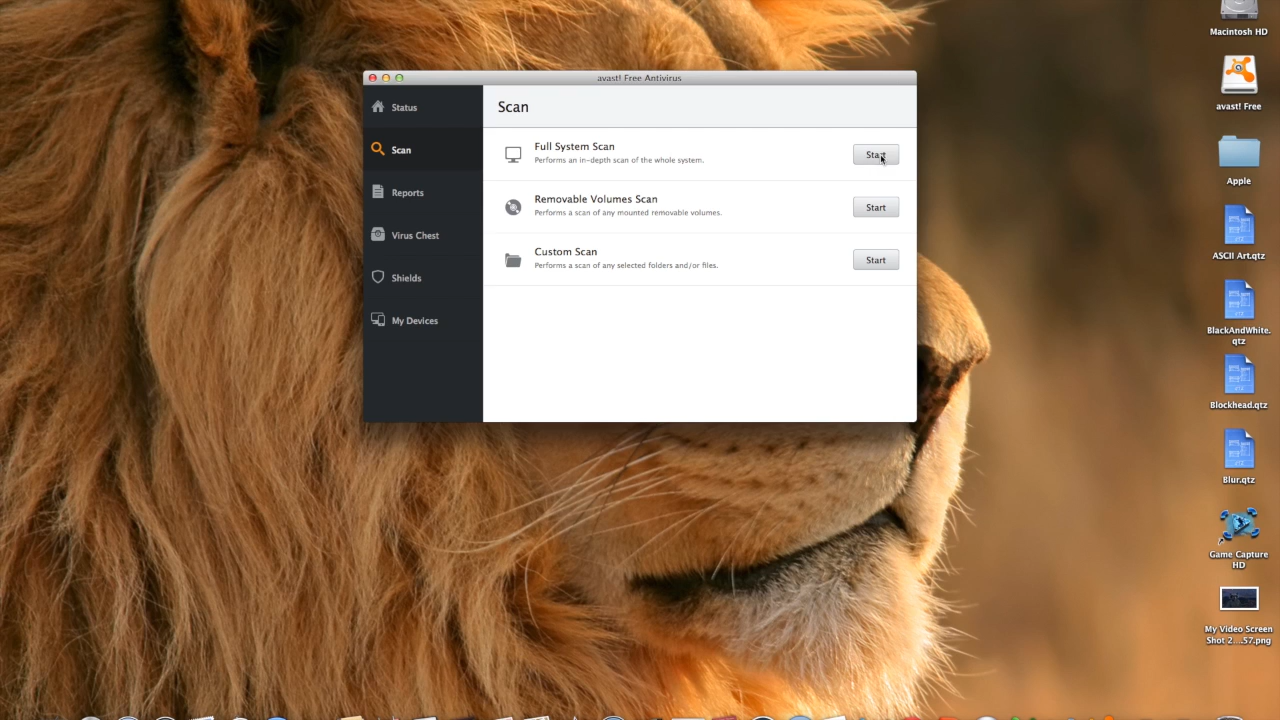 avast! Free Antivirus
Status
Scan
Reports
Virus Chest
Shields
My Devices
Scan
Full System Scan
Performs an in-depth scan of the whole system.
Start
Removable Volumes Scan
Performs a scan of any mounted removable volumes.
Start
Custom Scan
Performs a scan of any selected folders and/or files.
Start
Macintosh HD
avast! Free
Apple
ASCII Art.qtz
BlackAndWhite.
qtz
Blockhead.qtz
Blur.qtz
Game Capture
HD
My Video Screen
Shot 2....57.png